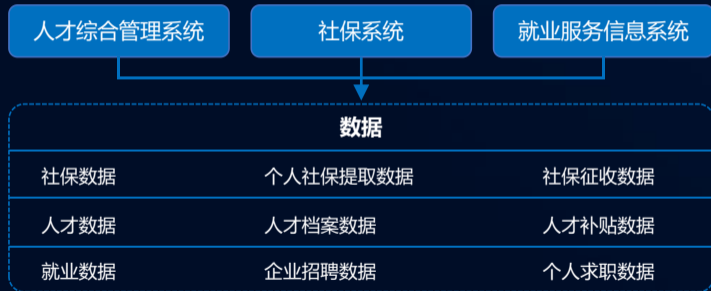 人才综合管理系统 社保系统 就业服务信息系统
数据
社保数据 个人社保提取数据 社保征收数据
人才数据 人才档案数据 人才补贴数据
就业数据 企业招聘数据 个人求职数据